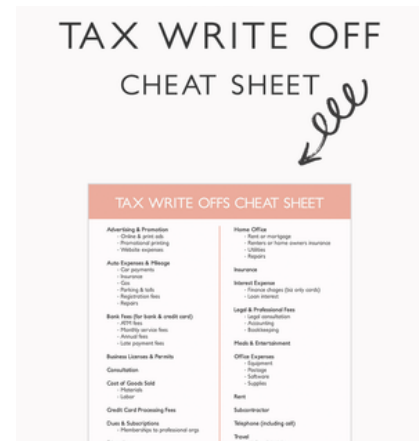 TAX WRITE OFF
CHEAT SHEET
TAX WRITE OFFS CHEAT SHEET
Advertising & Promotion
- Online & print ads
- Promotional printing
- Website expenses
Auto Expenses & Mileage
- Car payments
- Insurance
- Gas
- Parking & tolls
- Registration fees
- Repairs
Bank Fees (for bank & credit card)
- ATM fees
- Monthly service fees
- Annual fees
- Late payment fees
Business Licenses & Permits
Consultation
Cost of Goods Sold
- Materials
- Labor
Credit Card Processing Fees
Dues & Subscriptions
- Memberships to professional orgs
Home Office
- Rent or mortgage
- Renters or home owners insurance
- Utilities
- Repairs
Insurance
Interest Expense
- Finance charges (biz only cards)
- Loan interest
Legal & Professional Fees
- Legal consultation
- Accounting
- Bookkeeping
Meals & Entertainment
Office Expenses
- Equipment
- Postage
- Software
- Supplies
Rent
Subcontractor
Telephone (including cell)
Travel